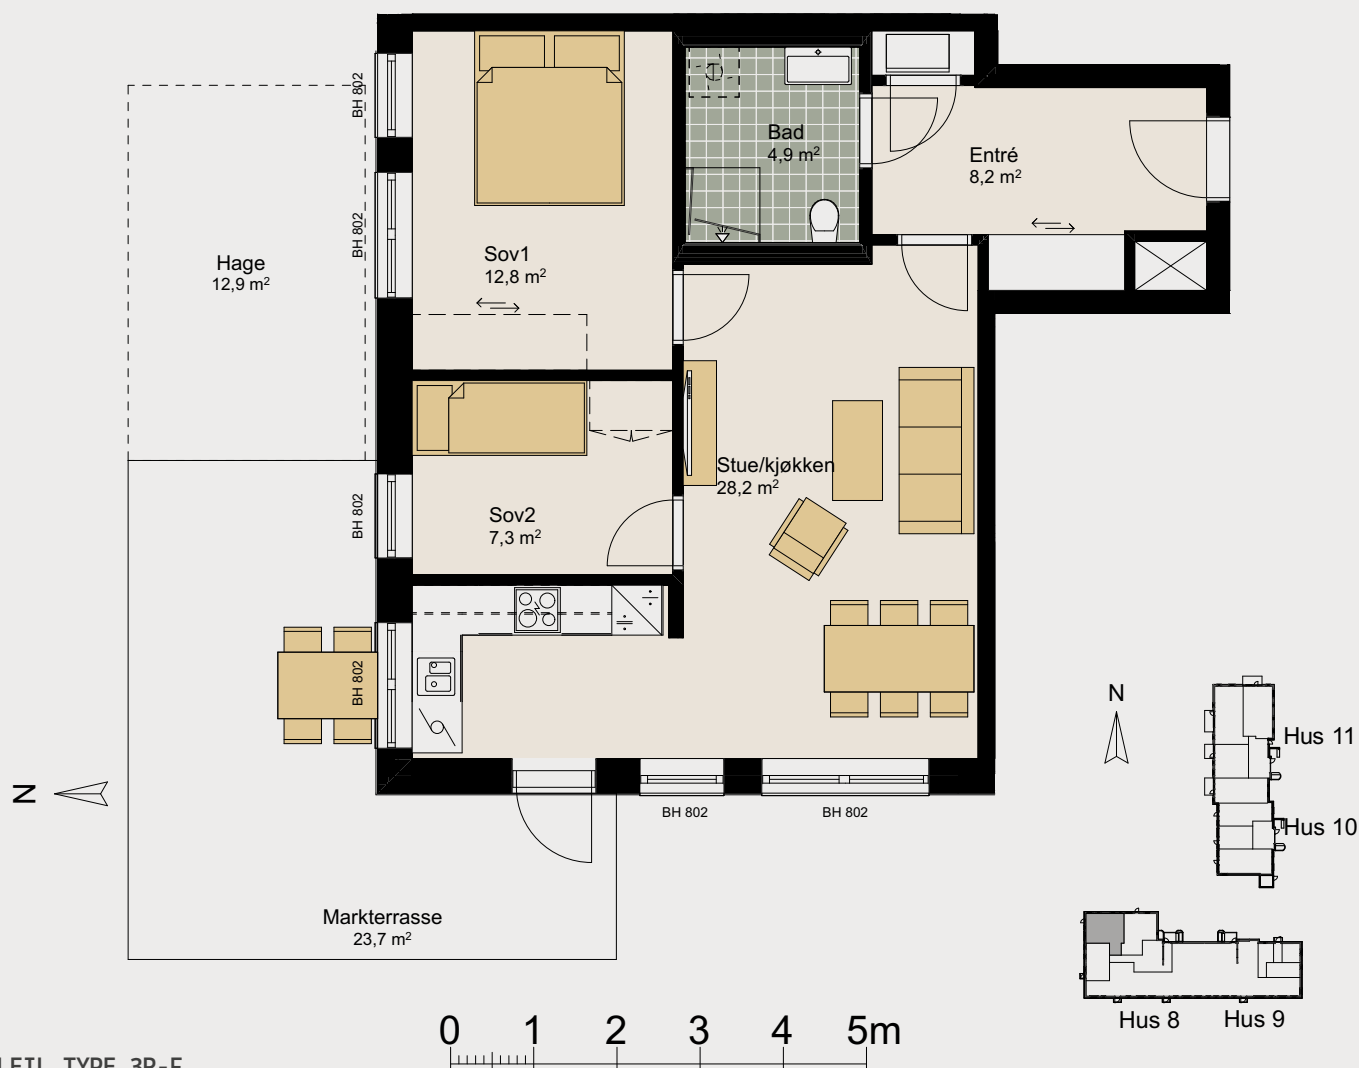 BH 802
BH 802
BH 802
BH 802
Hage
12,9 m²
Sov1
12,8 m²
Bad
4,9 m²
Entré
8,2 m²
Stue/kjøkken
28,2 m²
Sov2
7,3 m²
N
BH 802
BH 802
Markterrasse
23,7 m²
N
Hus 11
Hus 10
Hus 8
Hus 9
0 1 2 3 4 5m